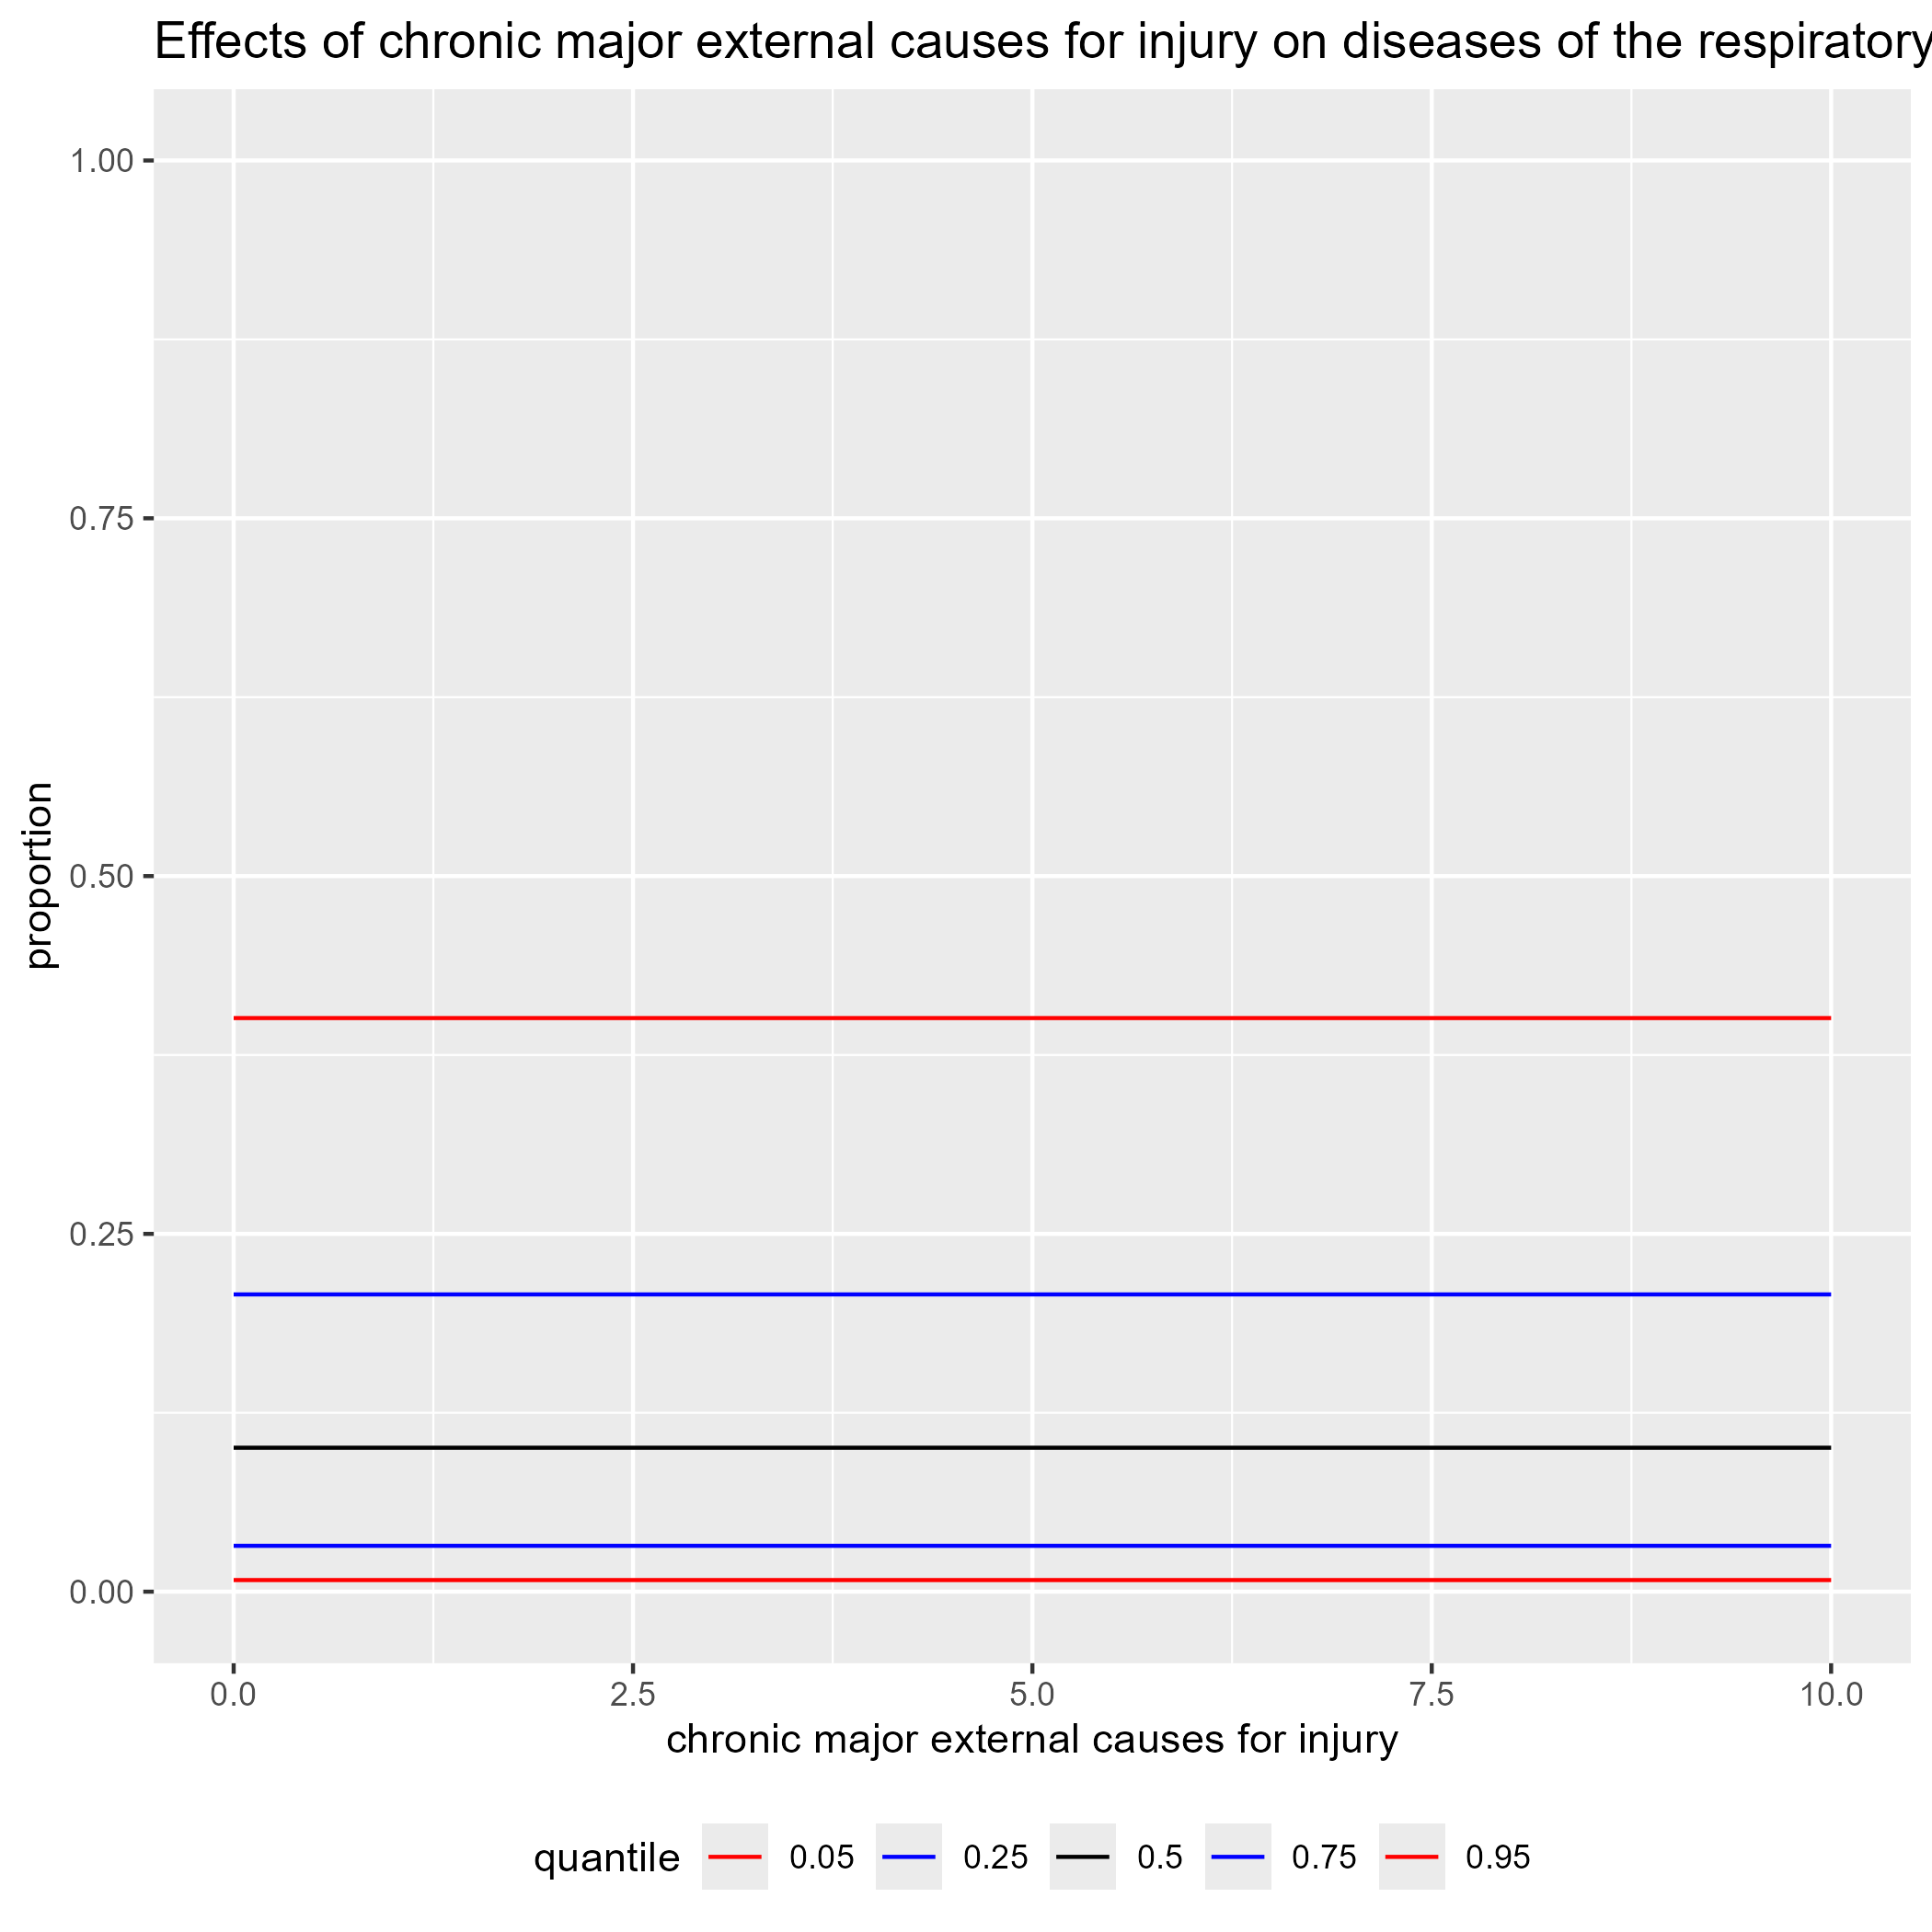 Effects of chronic major external causes for injury on diseases of the respiratory
1.00
0.75
0.50
0.25
0.00
proportion
0.0 2.5 5.0 7.5 10.0
chronic major external causes for injury
quantile 0.05 0.25 0.5 0.75 0.95